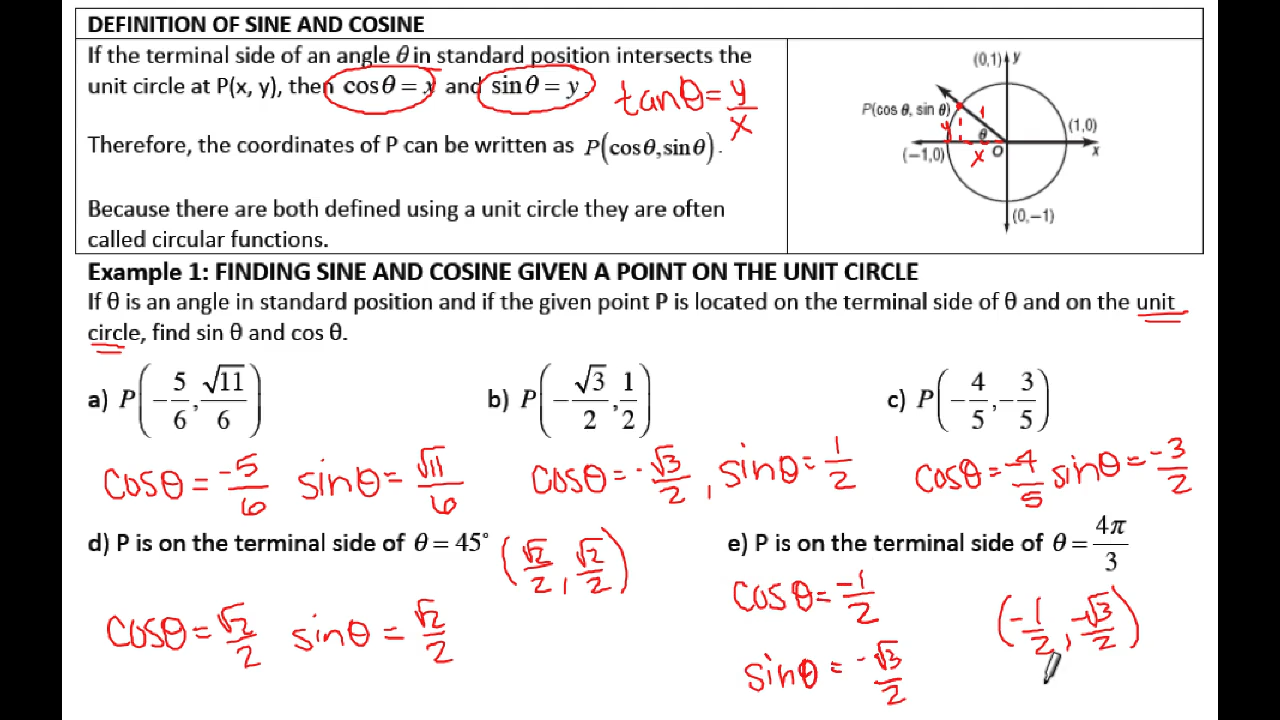 DEFINITION OF SINE AND COSINE
If the terminal side of an angle θ in standard position intersects the
unit circle at P(x, y), then cosθ = x and sinθ = y.
tanθ = y/x
Therefore, the coordinates of P can be written as P(cosθ,sinθ).
Because there are both defined using a unit circle they are often
called circular functions.
(0,1) y
P(cos θ, sin θ)
1
y
θ
(1,0)
(−1,0)
x
O
x
(0,−1)
Example 1: FINDING SINE AND COSINE GIVEN A POINT ON THE UNIT CIRCLE
If θ is an angle in standard position and if the given point P is located on the terminal side of θ and on the unit
circle, find sin θ and cos θ.
a) P(−5/6, √11/6)
b) P(−√3/2, 1/2)
c) P(−4/5, −3/5)
cosθ = -5/6 sinθ = √11/6
cosθ = -√3/2, sinθ = 1/2
cosθ = -4/5 sinθ = -3/2
d) P is on the terminal side of θ = 45° (√2/2, √2/2)
e) P is on the terminal side of θ = 4π/3
cosθ = √2/2 sinθ = √2/2
cosθ = -1/2
(-1/2, -√3/2)
sinθ = -√3/2